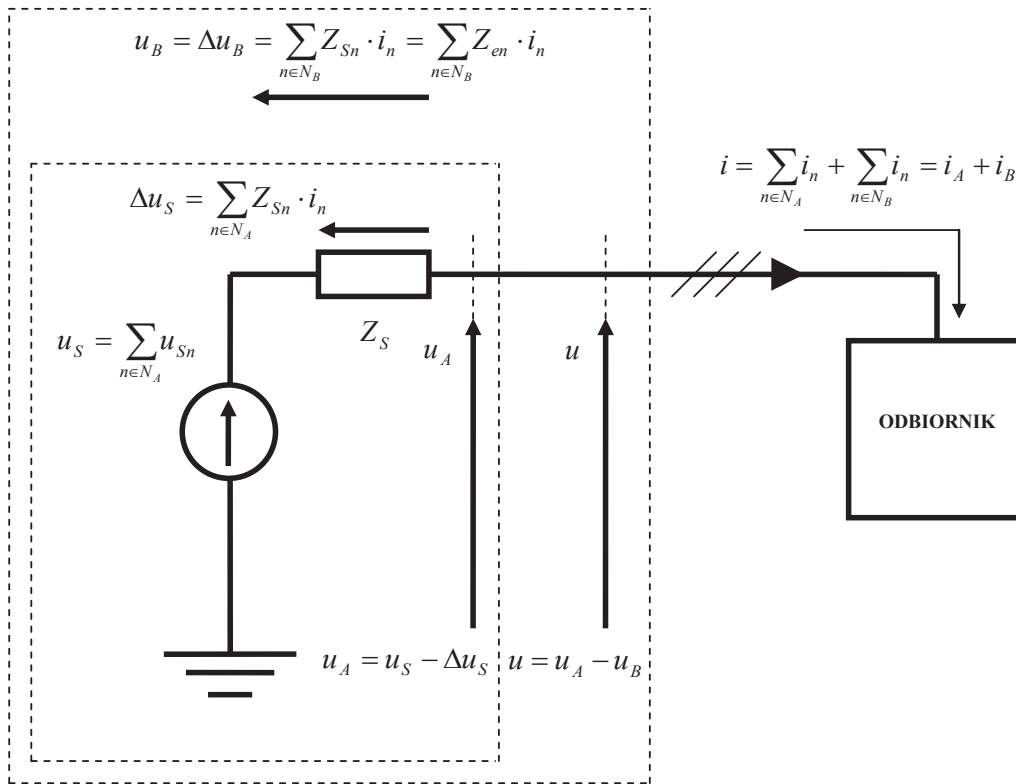 u_B = Δu_B = ∑_{n∈N_B} Z_{Sn} · i_n = ∑_{n∈N_B} Z_{en} · i_n
i = ∑_{n∈N_A} i_n + ∑_{n∈N_B} i_n = i_A + i_B
Δu_S = ∑_{n∈N_A} Z_{Sn} · i_n
u_S = ∑_{n∈N_A} u_{Sn}
Z_S
u_A
u
ODBIORNIK
u_A = u_S − Δu_S
u = u_A − u_B